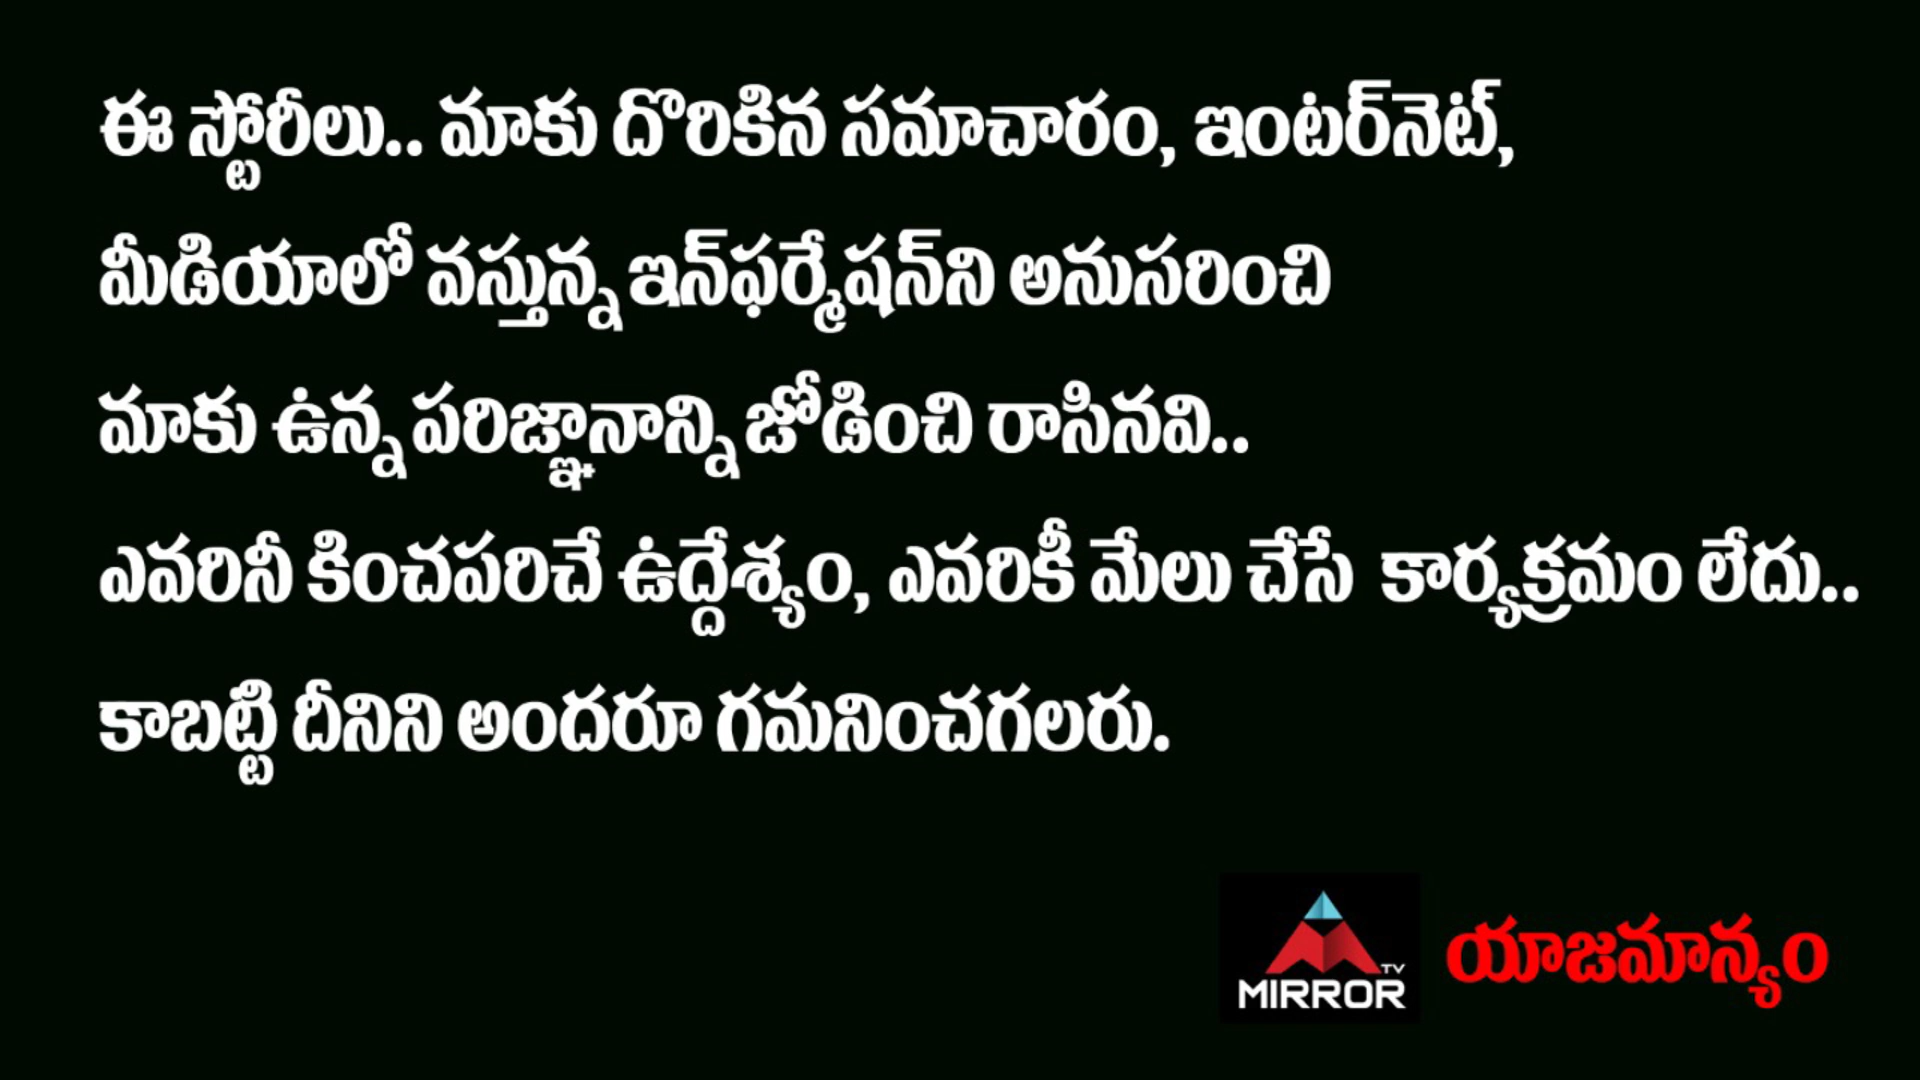 ఈ స్టోరీలు.. మాకు దొరికిన సమాచారం, ఇంటర్‌నెట్,
మీడియాలో వస్తున్న ఇన్‌ఫర్మేషన్‌ని అనుసరించి
మాకు ఉన్న పరిజ్ఞానాన్ని జోడించి రాసినవి..
ఎవరినీ కించపరిచే ఉద్దేశ్యం, ఎవరికీ మేలు చేసే కార్యక్రమం లేదు..
కాబట్టి దీనిని అందరూ గమనించగలరు.
TV
MIRROR
యాజమాన్యం